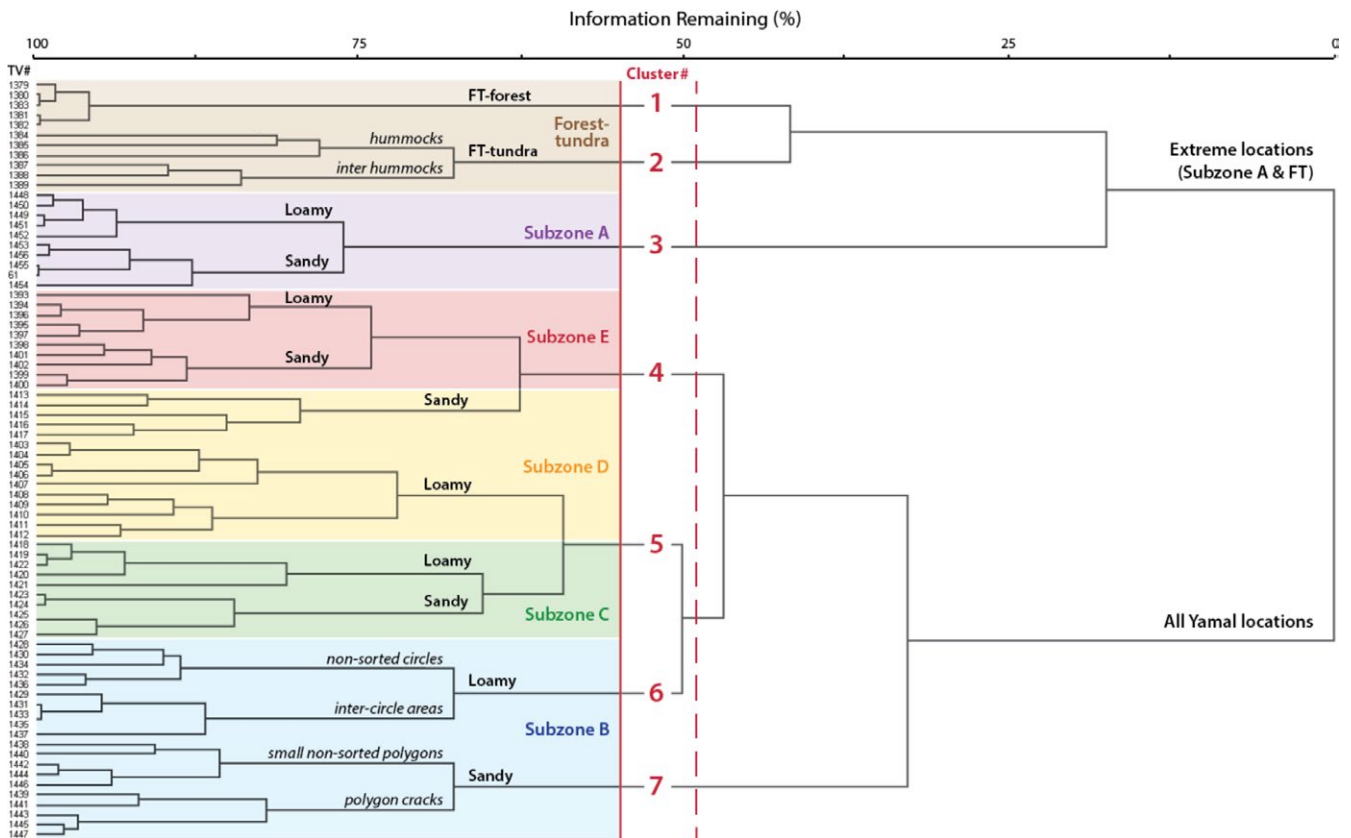 Information Remaining (%)
100 75 50 25 0
TV# Cluster#
1379
1380
1383
1381
1382
1384
1385
1386
1387
1388
1389
FT-forest
1
Forest-
tundra
hummocks
FT-tundra
2
inter hummocks
Extreme locations
(Subzone A & FT)
1448
1450
1449
1451
1452
1453
1456
1455
61
1454
Loamy
Subzone A
3
Sandy
1393
1394
1396
1395
1397
1398
1401
1402
1399
1400
Loamy
Subzone E
Sandy
4
1413
1414
1415
1416
1417
1403
1404
1405
1406
1407
1408
1409
1410
1411
1412
Sandy
Subzone D
Loamy
5
1418
1419
1422
1420
1421
1423
1424
1425
1426
1427
Loamy
Sandy
Subzone C
All Yamal locations
1428
1430
1434
1432
1436
1429
1431
1433
1435
1437
1438
1440
1442
1444
1446
1439
1441
1443
1445
1447
non-sorted circles
Loamy
6
inter-circle areas
Subzone B
small non-sorted polygons
Sandy
7
polygon cracks